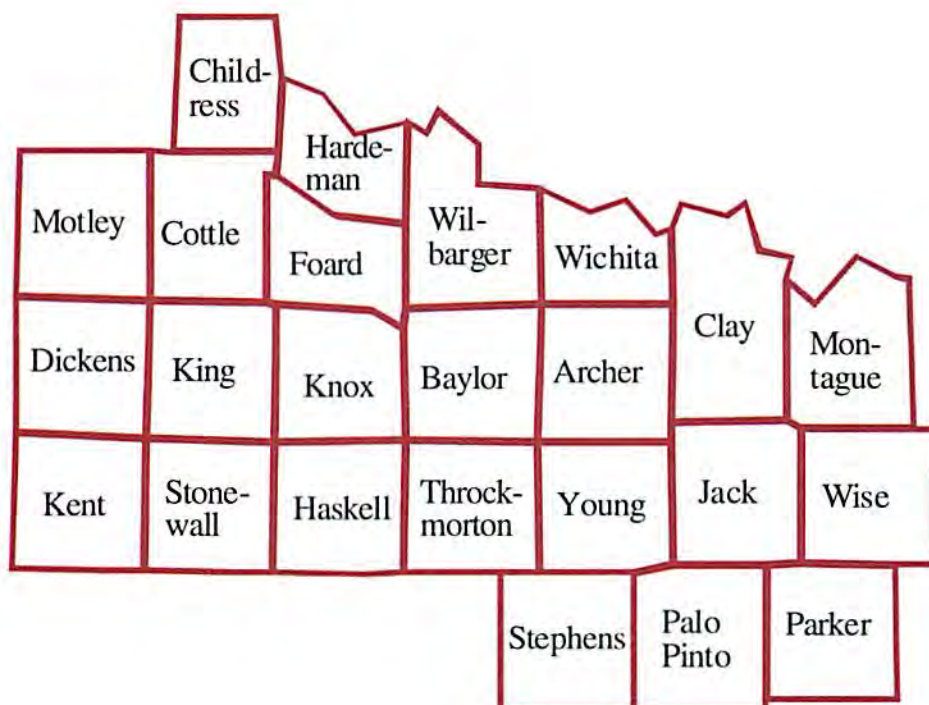 Child-
ress
Harde-
man
Motley
Cottle
Wil-
barger
Foard
Wichita
Clay
Mon-
tague
Dickens
King
Knox
Baylor
Archer
Kent
Stone-
wall
Haskell
Throck-
morton
Young
Jack
Wise
Stephens
Palo
Pinto
Parker